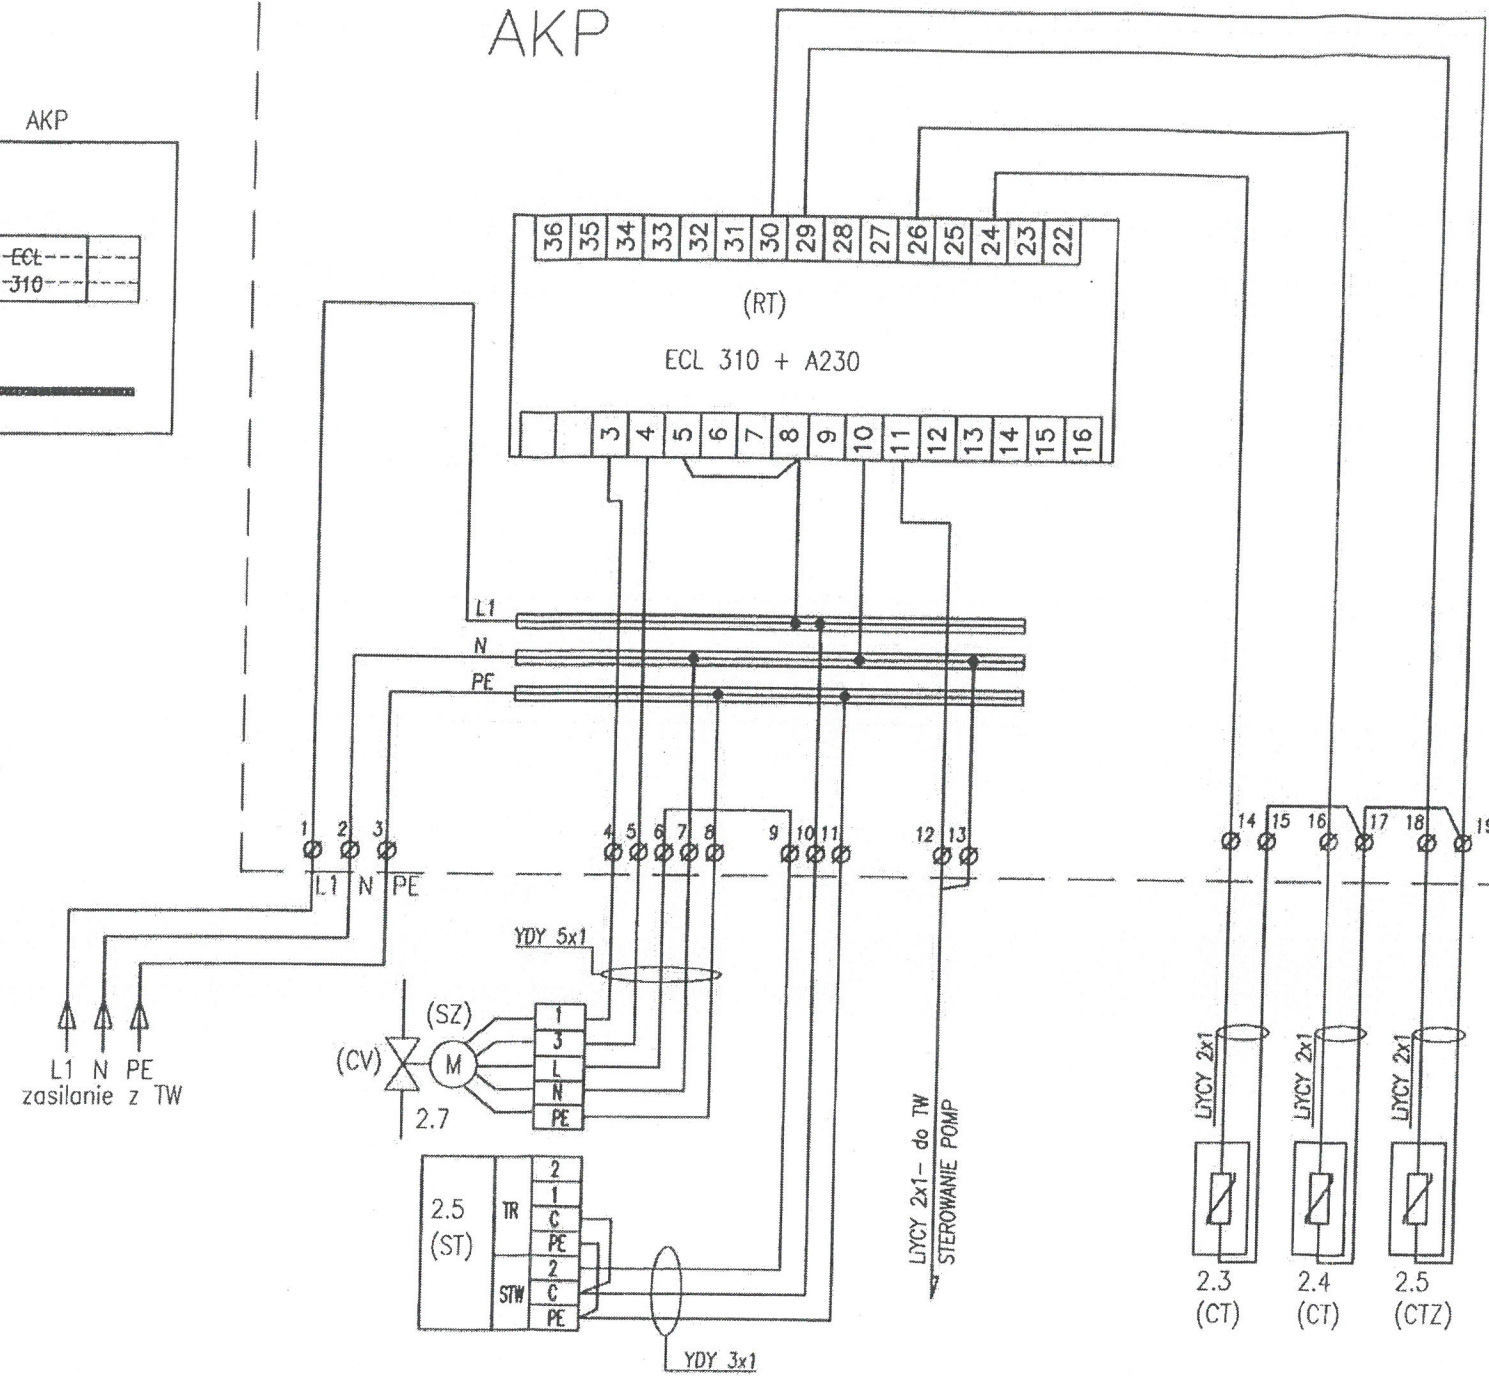 AKP
AKP
ECL
310
36 35 34 33 32 31 30 29 28 27 26 25 24 23 22
(RT)
ECL 310 + A230
3 4 5 6 7 8 9 10 11 12 13 14 15 16
L1
N
PE
1 2 3 4 5 6 7 8 9 10 11 12 13 14 15 16 17 18 19
L1 N PE
YDY 5x1
(SZ)
(CV)
M
2.7
1
3
L
N
PE
L1 N PE
zasilanie z TW
2.5
(ST)
TR
2
1
C
PE
STW
2
C
PE
YDY 3x1
LiYCY 2x1- do TW
STEROWANIE POMP
LiYCY 2x1
LiYCY 2x1
LiYCY 2x1
2.3
(CT)
2.4
(CT)
2.5
(CTZ)